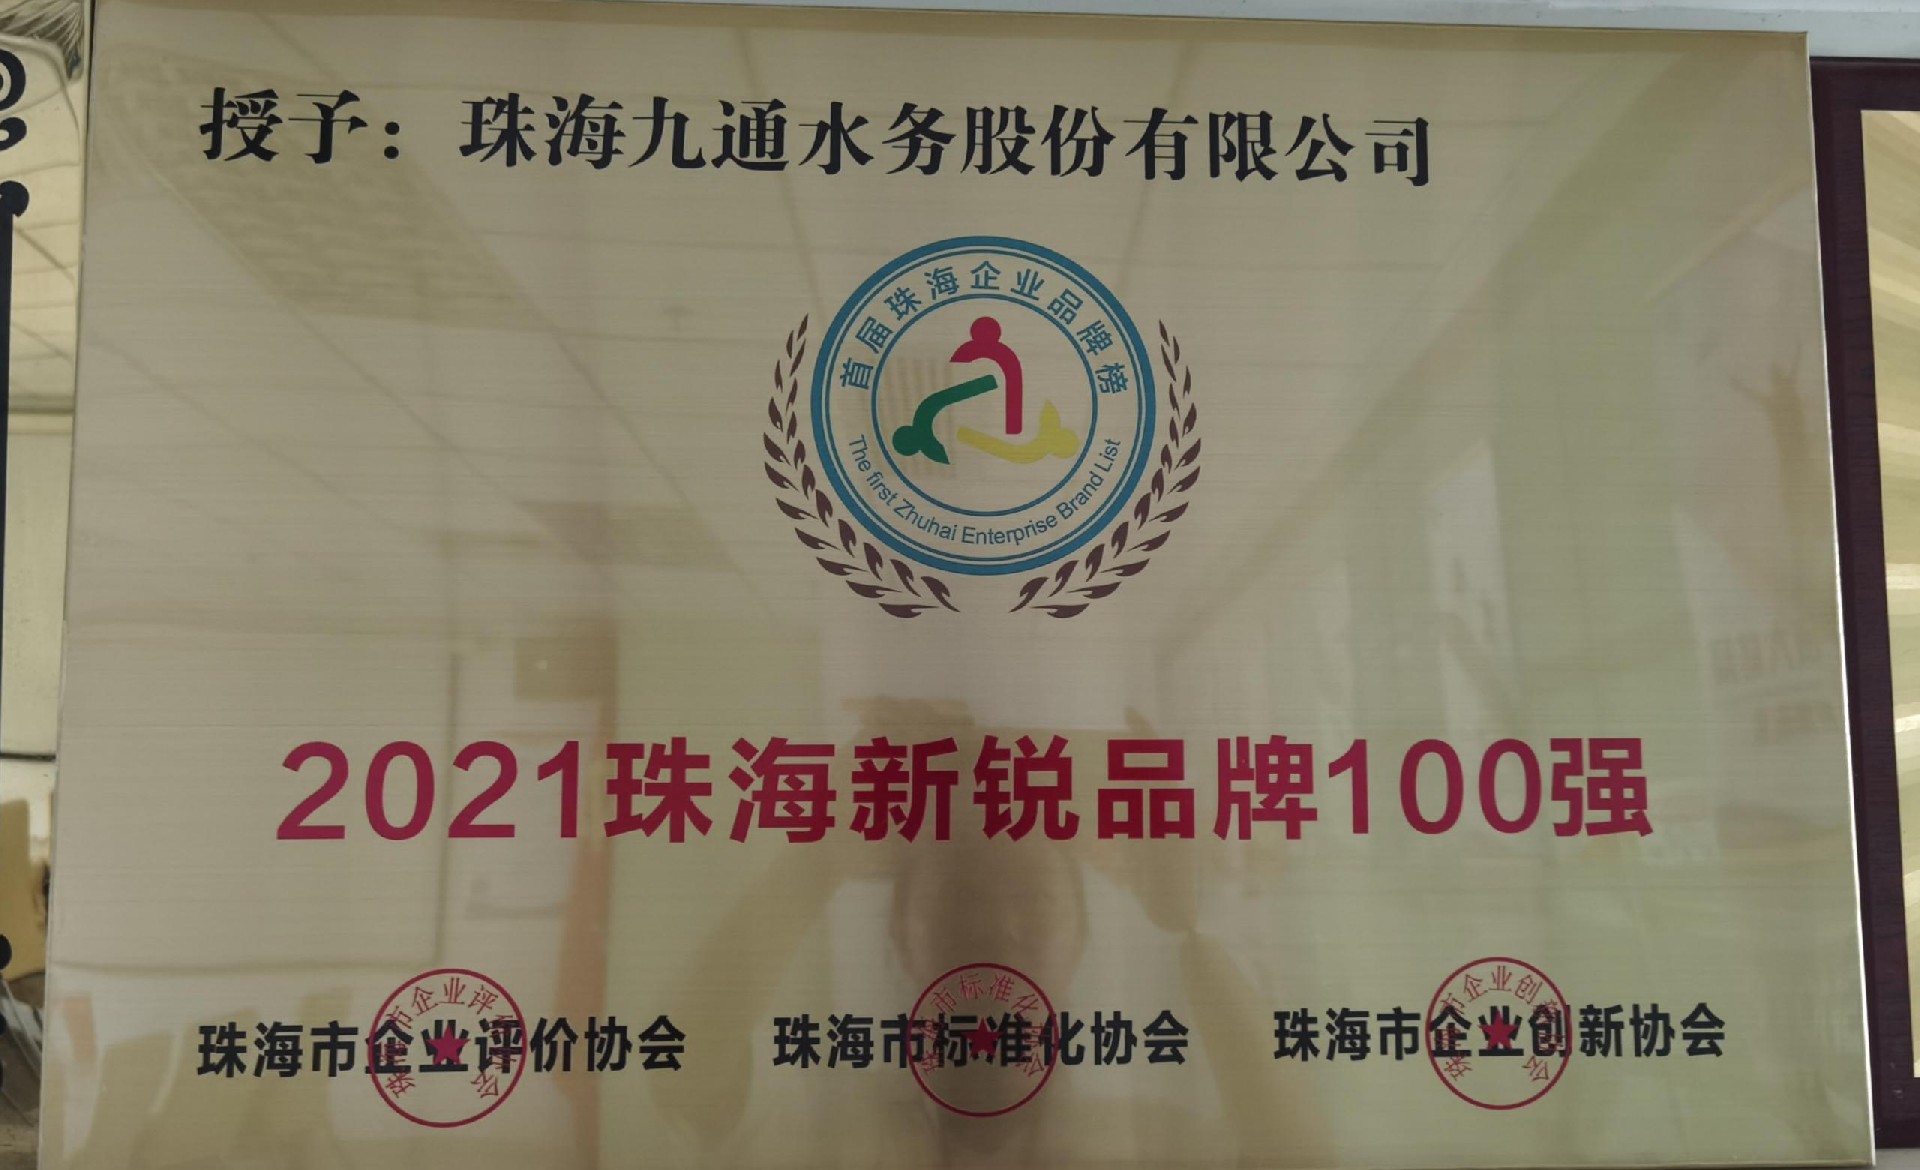 授予：珠海九通水务股份有限公司
首届珠海企业品牌榜
The first Zhuhai Enterprise Brand List
2021珠海新锐品牌100强
珠海市企业评价协会 珠海市标准化协会 珠海市企业创新协会